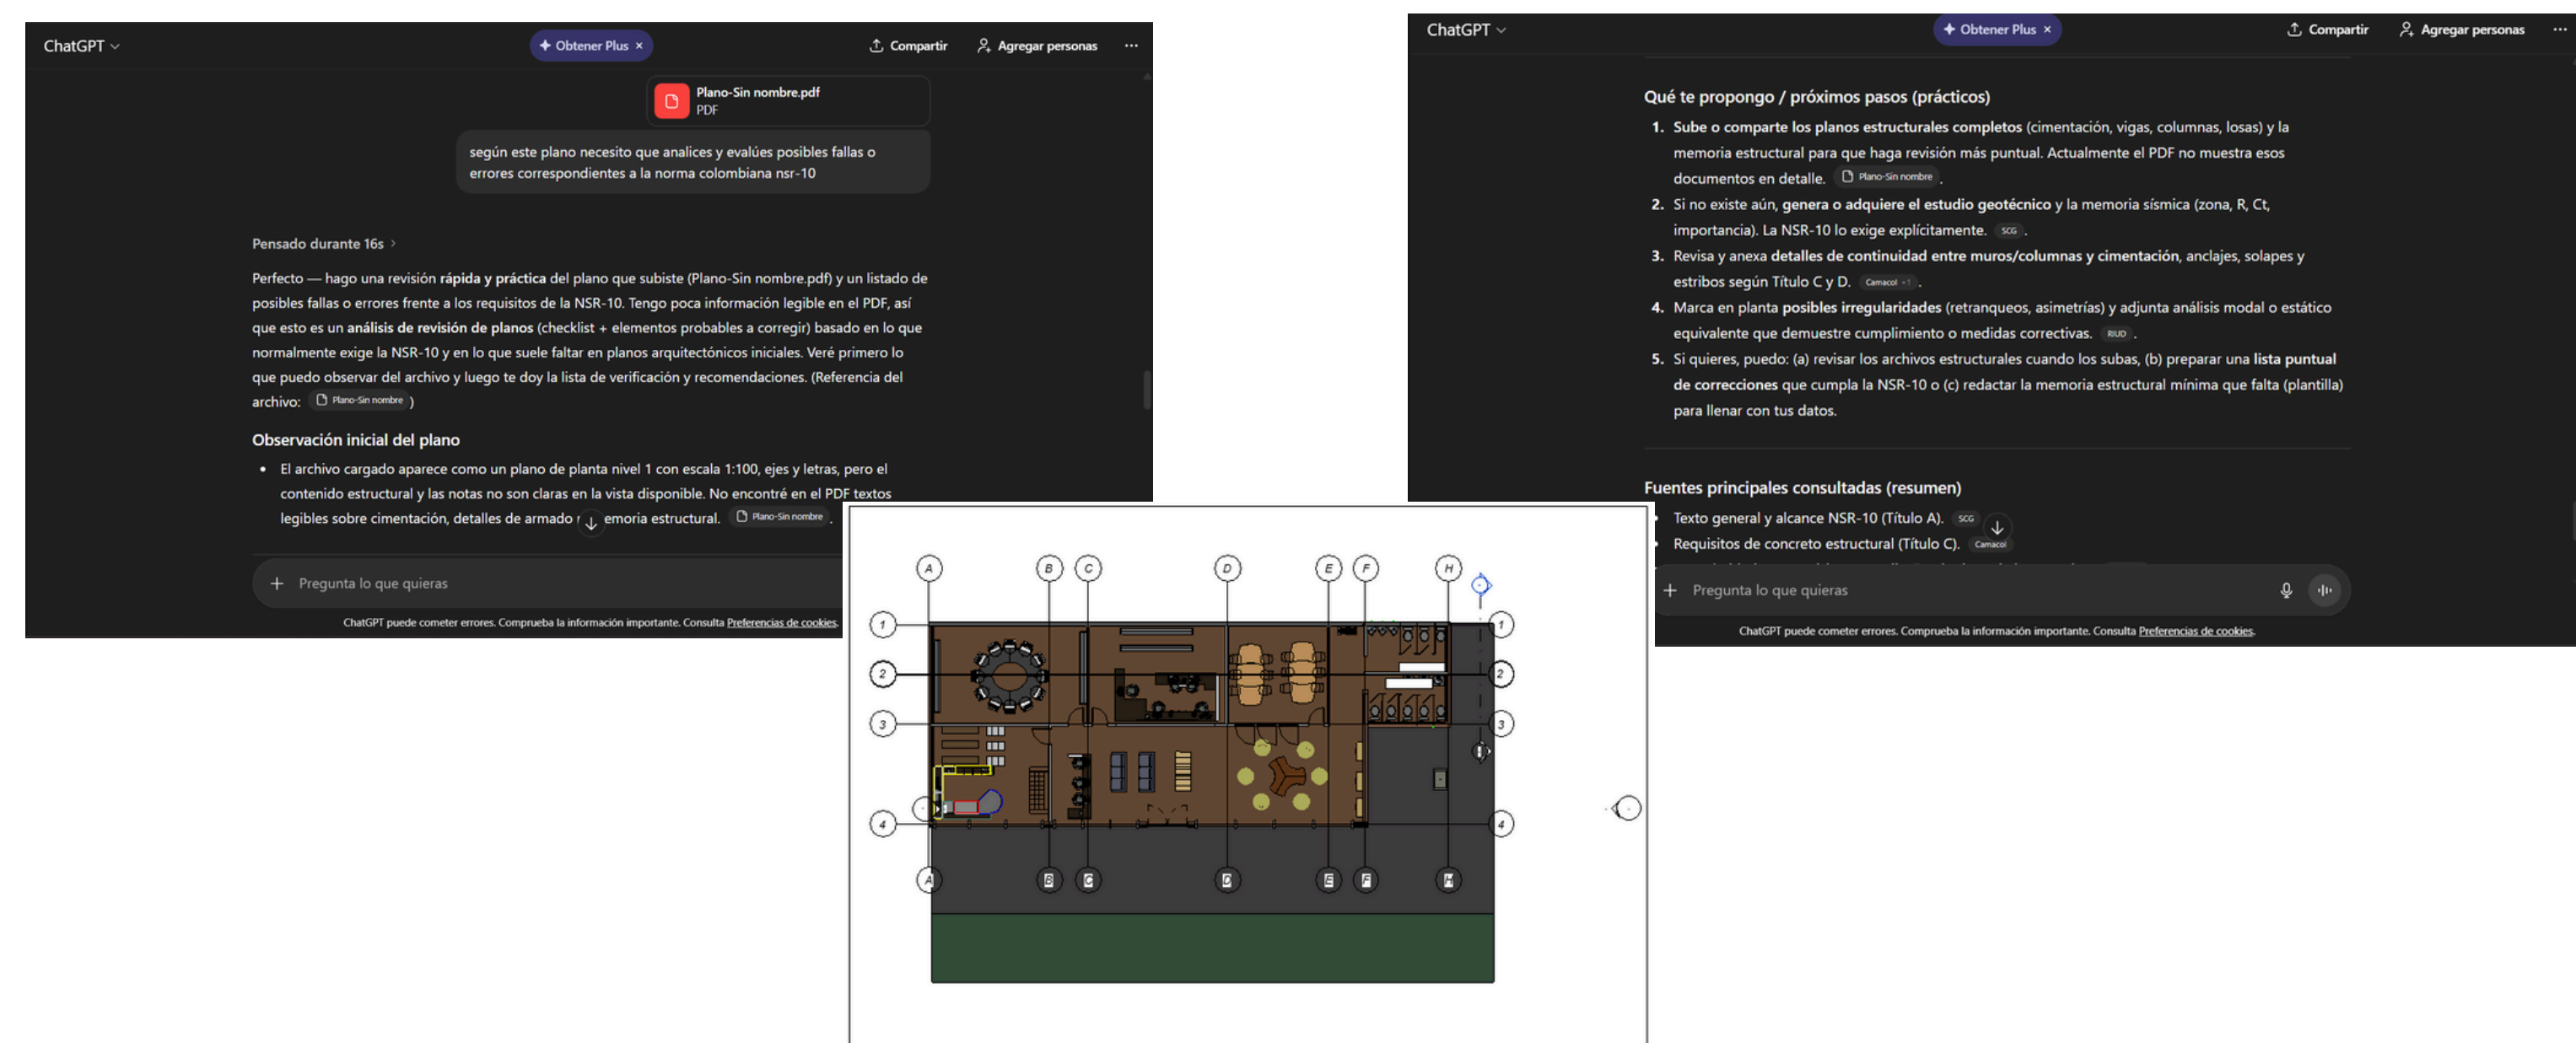 ChatGPT
Obtener Plus ×
Compartir
Agregar personas
Plano-Sin nombre.pdf
PDF
según este plano necesito que analices y evalúes posibles fallas o
errores correspondientes a la norma colombiana nsr-10
Pensado durante 16s
Perfecto — hago una revisión rápida y práctica del plano que subiste (Plano-Sin nombre.pdf) y un listado de
posibles fallas o errores frente a los requisitos de la NSR-10. Tengo poca información legible en el PDF, así
que esto es un análisis de revisión de planos (checklist + elementos probables a corregir) basado en lo que
normalmente exige la NSR-10 y en lo que suele faltar en planos arquitectónicos iniciales. Veré primero lo
que puedo observar del archivo y luego te doy la lista de verificación y recomendaciones. (Referencia del
archivo: Plano-Sin nombre )
Observación inicial del plano
• El archivo cargado aparece como un plano de planta nivel 1 con escala 1:100, ejes y letras, pero el
contenido estructural y las notas no son claras en la vista disponible. No encontré en el PDF textos
legibles sobre cimentación, detalles de armado emoria estructural. Plano-Sin nombre .
Pregunta lo que quieras
ChatGPT puede cometer errores. Comprueba la información importante. Consulta Preferencias de cookies.
ChatGPT
Obtener Plus ×
Compartir
Agregar personas
Qué te propongo / próximos pasos (prácticos)
1. Sube o comparte los planos estructurales completos (cimentación, vigas, columnas, losas) y la
memoria estructural para que haga revisión más puntual. Actualmente el PDF no muestra esos
documentos en detalle. Plano-Sin nombre .
2. Si no existe aún, genera o adquiere el estudio geotécnico y la memoria sísmica (zona, R, Ct,
importancia). La NSR-10 lo exige explícitamente. SCG .
3. Revisa y anexa detalles de continuidad entre muros/columnas y cimentación, anclajes, solapes y
estribos según Título C y D. Camacol +1 .
4. Marca en planta posibles irregularidades (retranqueos, asimetrías) y adjunta análisis modal o estático
equivalente que demuestre cumplimiento o medidas correctivas. RIUD .
5. Si quieres, puedo: (a) revisar los archivos estructurales cuando los subas, (b) preparar una lista puntual
de correcciones que cumpla la NSR-10 o (c) redactar la memoria estructural mínima que falta (plantilla)
para llenar con tus datos.
Fuentes principales consultadas (resumen)
Texto general y alcance NSR-10 (Título A). SCG
Requisitos de concreto estructural (Título C). Camacol
Pregunta lo que quieras
ChatGPT puede cometer errores. Comprueba la información importante. Consulta Preferencias de cookies.
A B C D E F H
1 1
2 2
3 3
4 4
A B C D E F H